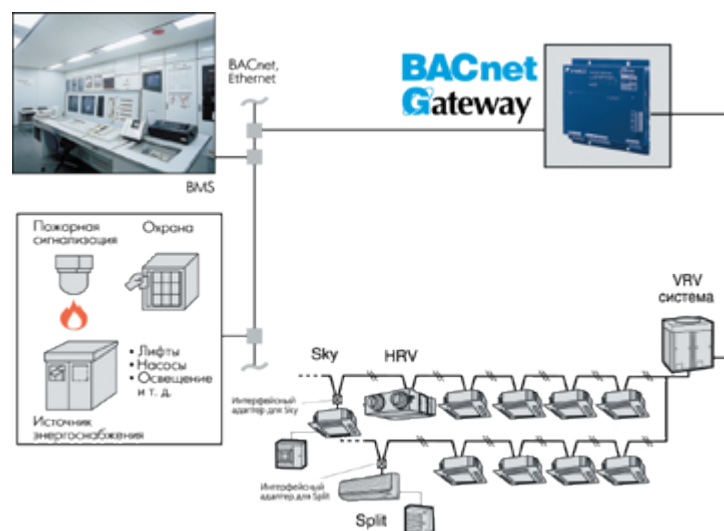 BACnet,
Ethernet
BACnet
Gateway
BMS
Пожарная
сигнализация
Охрана
• Лифты
• Насосы
• Освещение
и т. д.
Источник
энергоснабжения
VRV
система
Sky
HRV
Интерфейсный
адаптер для Sky
Интерфейсный
адаптер для Split
Split